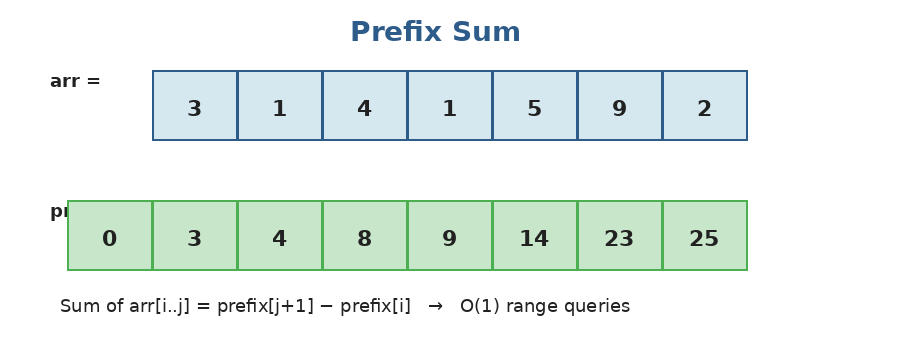 Prefix Sum
arr =
3 1 4 1 5 9 2
0 3 4 8 9 14 23 25
Sum of arr[i..j] = prefix[j+1] − prefix[i] → O(1) range queries